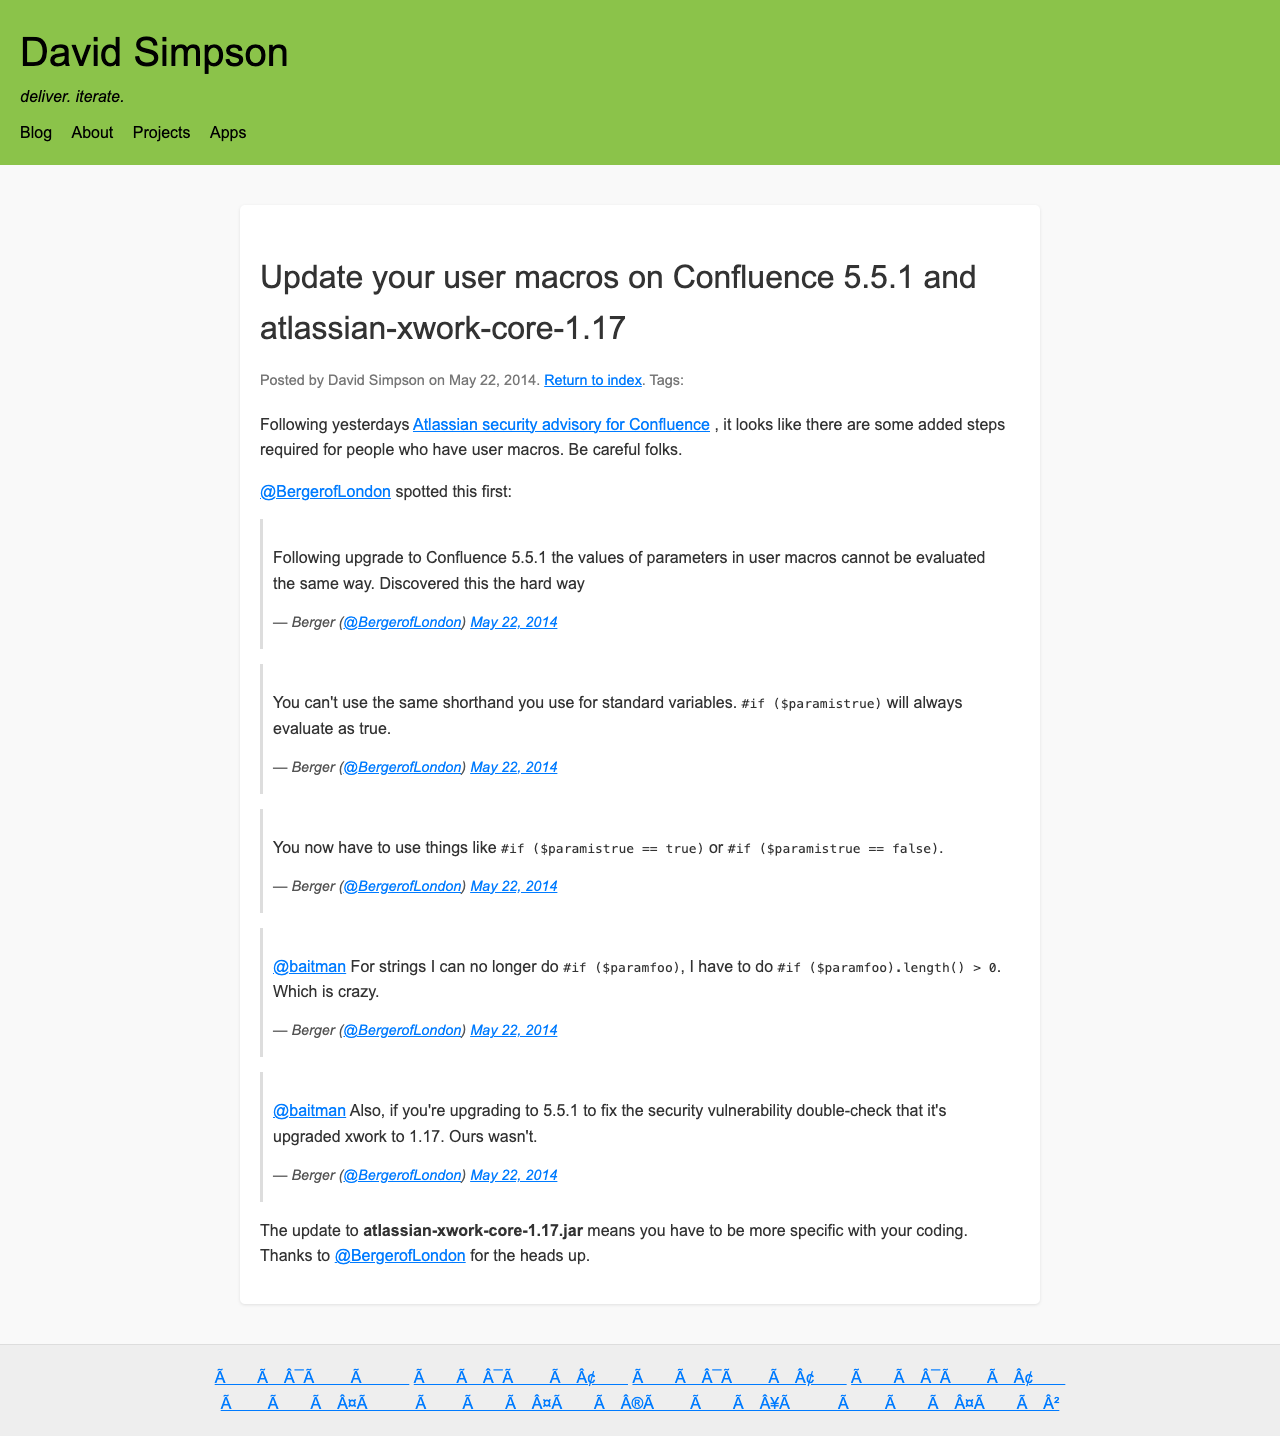 David Simpson
deliver. iterate.
Blog About Projects Apps
Update your user macros on Confluence 5.5.1 and
atlassian-xwork-core-1.17
Posted by David Simpson on May 22, 2014. Return to index. Tags:
Following yesterdays Atlassian security advisory for Confluence , it looks like there are some added steps
required for people who have user macros. Be careful folks.
@BergerofLondon spotted this first:
Following upgrade to Confluence 5.5.1 the values of parameters in user macros cannot be evaluated
the same way. Discovered this the hard way
— Berger (@BergerofLondon) May 22, 2014
You can't use the same shorthand you use for standard variables. #if ($paramistrue) will always
evaluate as true.
— Berger (@BergerofLondon) May 22, 2014
You now have to use things like #if ($paramistrue == true) or #if ($paramistrue == false).
— Berger (@BergerofLondon) May 22, 2014
@baitman For strings I can no longer do #if ($paramfoo), I have to do #if ($paramfoo).length() > 0.
Which is crazy.
— Berger (@BergerofLondon) May 22, 2014
@baitman Also, if you're upgrading to 5.5.1 to fix the security vulnerability double-check that it's
upgraded xwork to 1.17. Ours wasn't.
— Berger (@BergerofLondon) May 22, 2014
The update to atlassian-xwork-core-1.17.jar means you have to be more specific with your coding.
Thanks to @BergerofLondon for the heads up.
Ã Ã Â¯Ã Ã Ã Ã Â¯Ã Ã Â¢ Ã Ã Â¯Ã Ã Â¢ Ã Ã Â¯Ã Ã Â¢
Ã Ã Ã Â¤Ã Ã Ã Ã Â¤Ã Ã Â®Ã Ã Â¥Ã Ã Ã Ã Â¤Ã Ã Â²